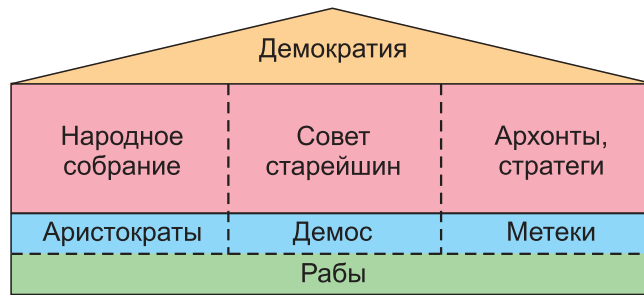 Демократия
Народное
собрание
Совет
старейшин
Архонты,
стратеги
Аристократы
Демос
Метеки
Рабы